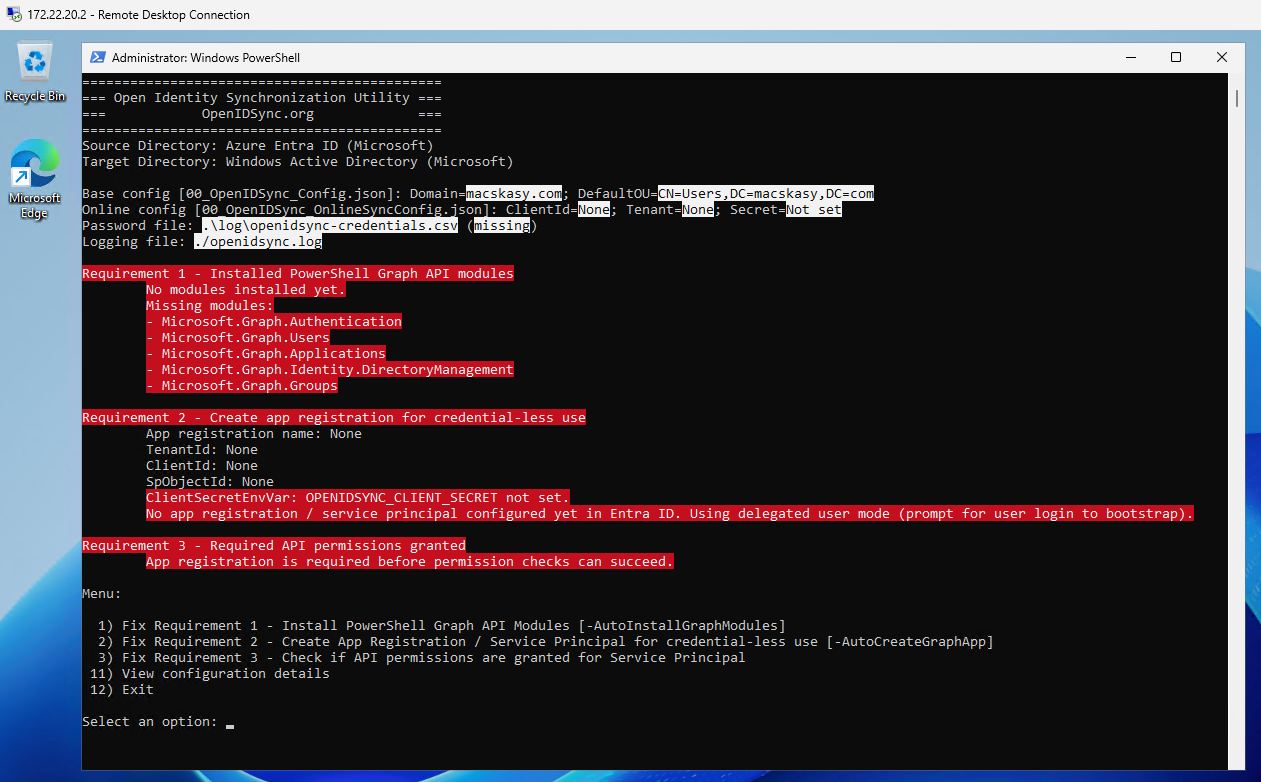 172.22.20.2 - Remote Desktop Connection
Recycle Bin
Microsoft
Edge
Administrator: Windows PowerShell
=============================================
=== Open Identity Synchronization Utility ===
===            OpenIDSync.org             ===
=============================================
Source Directory: Azure Entra ID (Microsoft)
Target Directory: Windows Active Directory (Microsoft)
Base config [00_OpenIDSync_Config.json]: Domain=macskasy.com; DefaultOU=CN=Users,DC=macskasy,DC=com
Online config [00_OpenIDSync_OnlineSyncConfig.json]: ClientId=None; Tenant=None; Secret=Not set
Password file: .\log\openidsync-credentials.csv (missing)
Logging file: ./openidsync.log
Requirement 1 - Installed PowerShell Graph API modules
No modules installed yet.
Missing modules:
- Microsoft.Graph.Authentication
- Microsoft.Graph.Users
- Microsoft.Graph.Applications
- Microsoft.Graph.Identity.DirectoryManagement
- Microsoft.Graph.Groups
Requirement 2 - Create app registration for credential-less use
App registration name: None
TenantId: None
ClientId: None
SpObjectId: None
ClientSecretEnvVar: OPENIDSYNC_CLIENT_SECRET not set.
No app registration / service principal configured yet in Entra ID. Using delegated user mode (prompt for user login to bootstrap).
Requirement 3 - Required API permissions granted
App registration is required before permission checks can succeed.
Menu:
1) Fix Requirement 1 - Install PowerShell Graph API Modules [-AutoInstallGraphModules]
2) Fix Requirement 2 - Create App Registration / Service Principal for credential-less use [-AutoCreateGraphApp]
3) Fix Requirement 3 - Check if API permissions are granted for Service Principal
11) View configuration details
12) Exit
Select an option: _